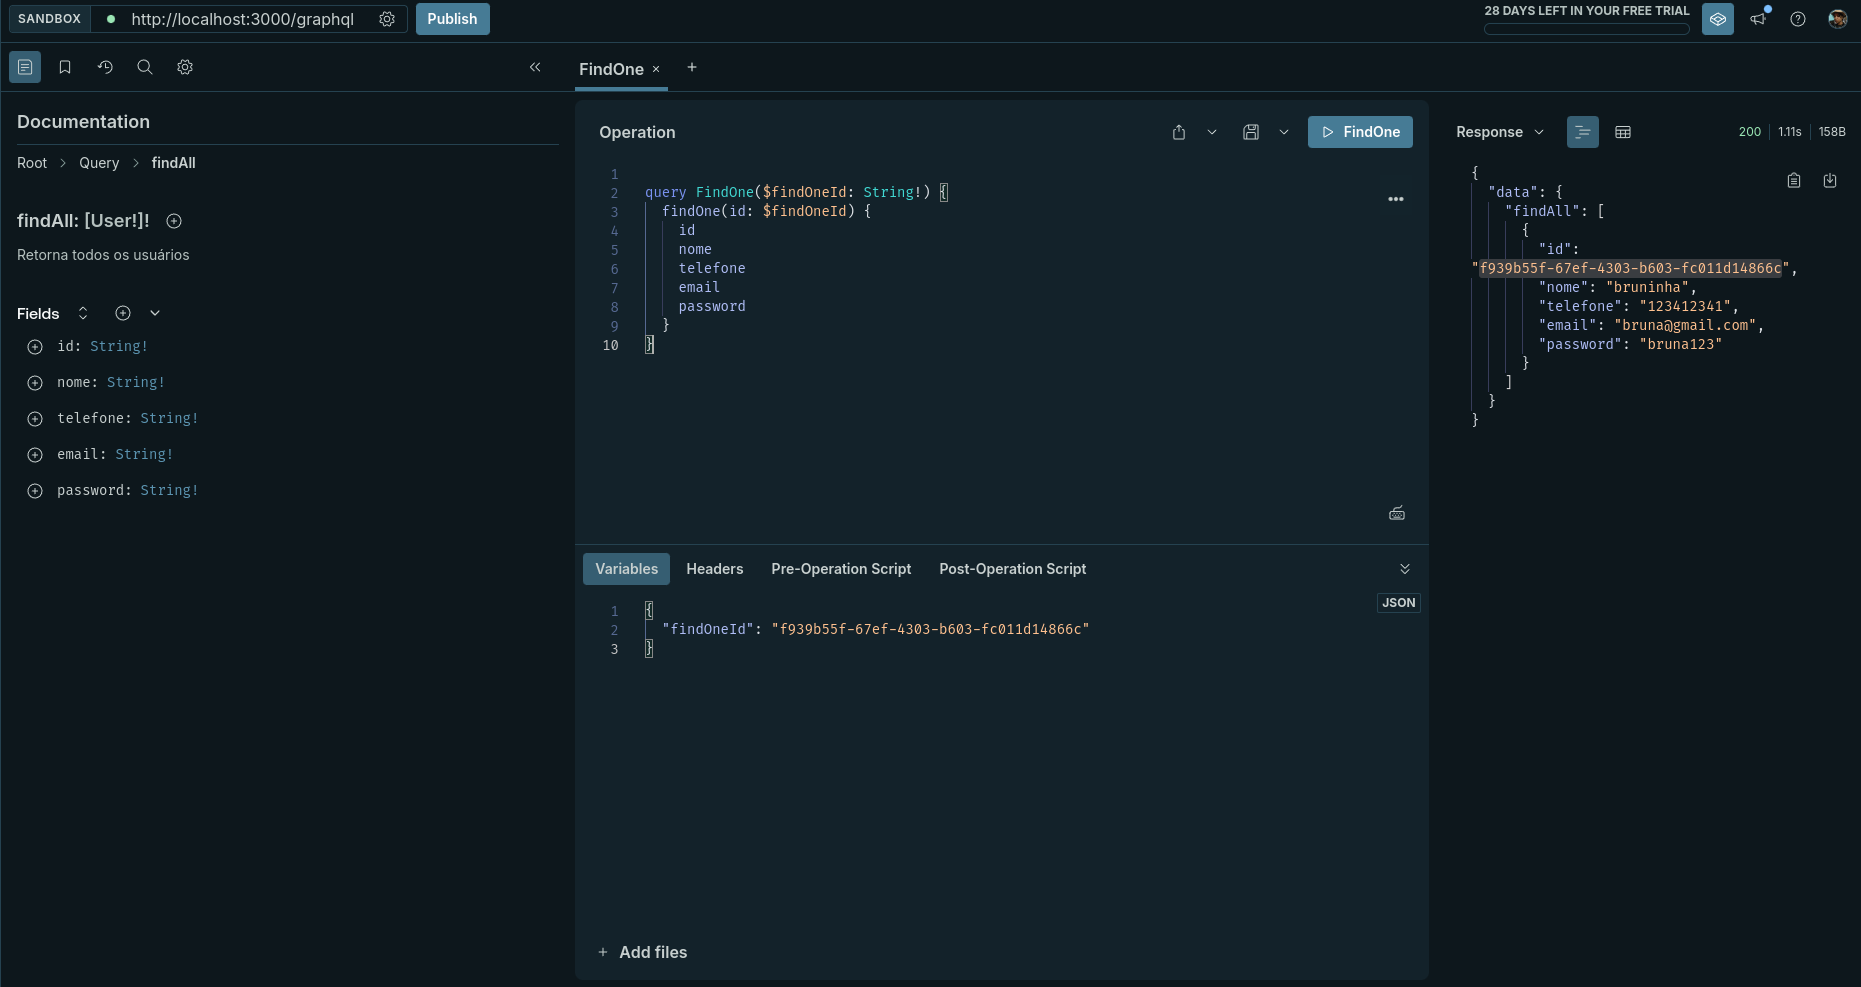 SANDBOX
http://localhost:3000/graphql
Publish
28 DAYS LEFT IN YOUR FREE TRIAL
FindOne
Documentation
Root > Query > findAll
findAll: [User!]!
Retorna todos os usuários
Fields
id: String!
nome: String!
telefone: String!
email: String!
password: String!
Operation
FindOne
1
2 query FindOne($findOneId: String!) {
3 findOne(id: $findOneId) {
4 id
5 nome
6 telefone
7 email
8 password
9 }
10 }
Variables
Headers
Pre-Operation Script
Post-Operation Script
JSON
1 {
2 "findOneId": "f939b55f-67ef-4303-b603-fc011d14866c"
3 }
+ Add files
Response
200
1.11s
158B
{
"data": {
"findAll": [
{
"id":
"f939b55f-67ef-4303-b603-fc011d14866c",
"nome": "bruninha",
"telefone": "123412341",
"email": "bruna@gmail.com",
"password": "bruna123"
}
]
}
}